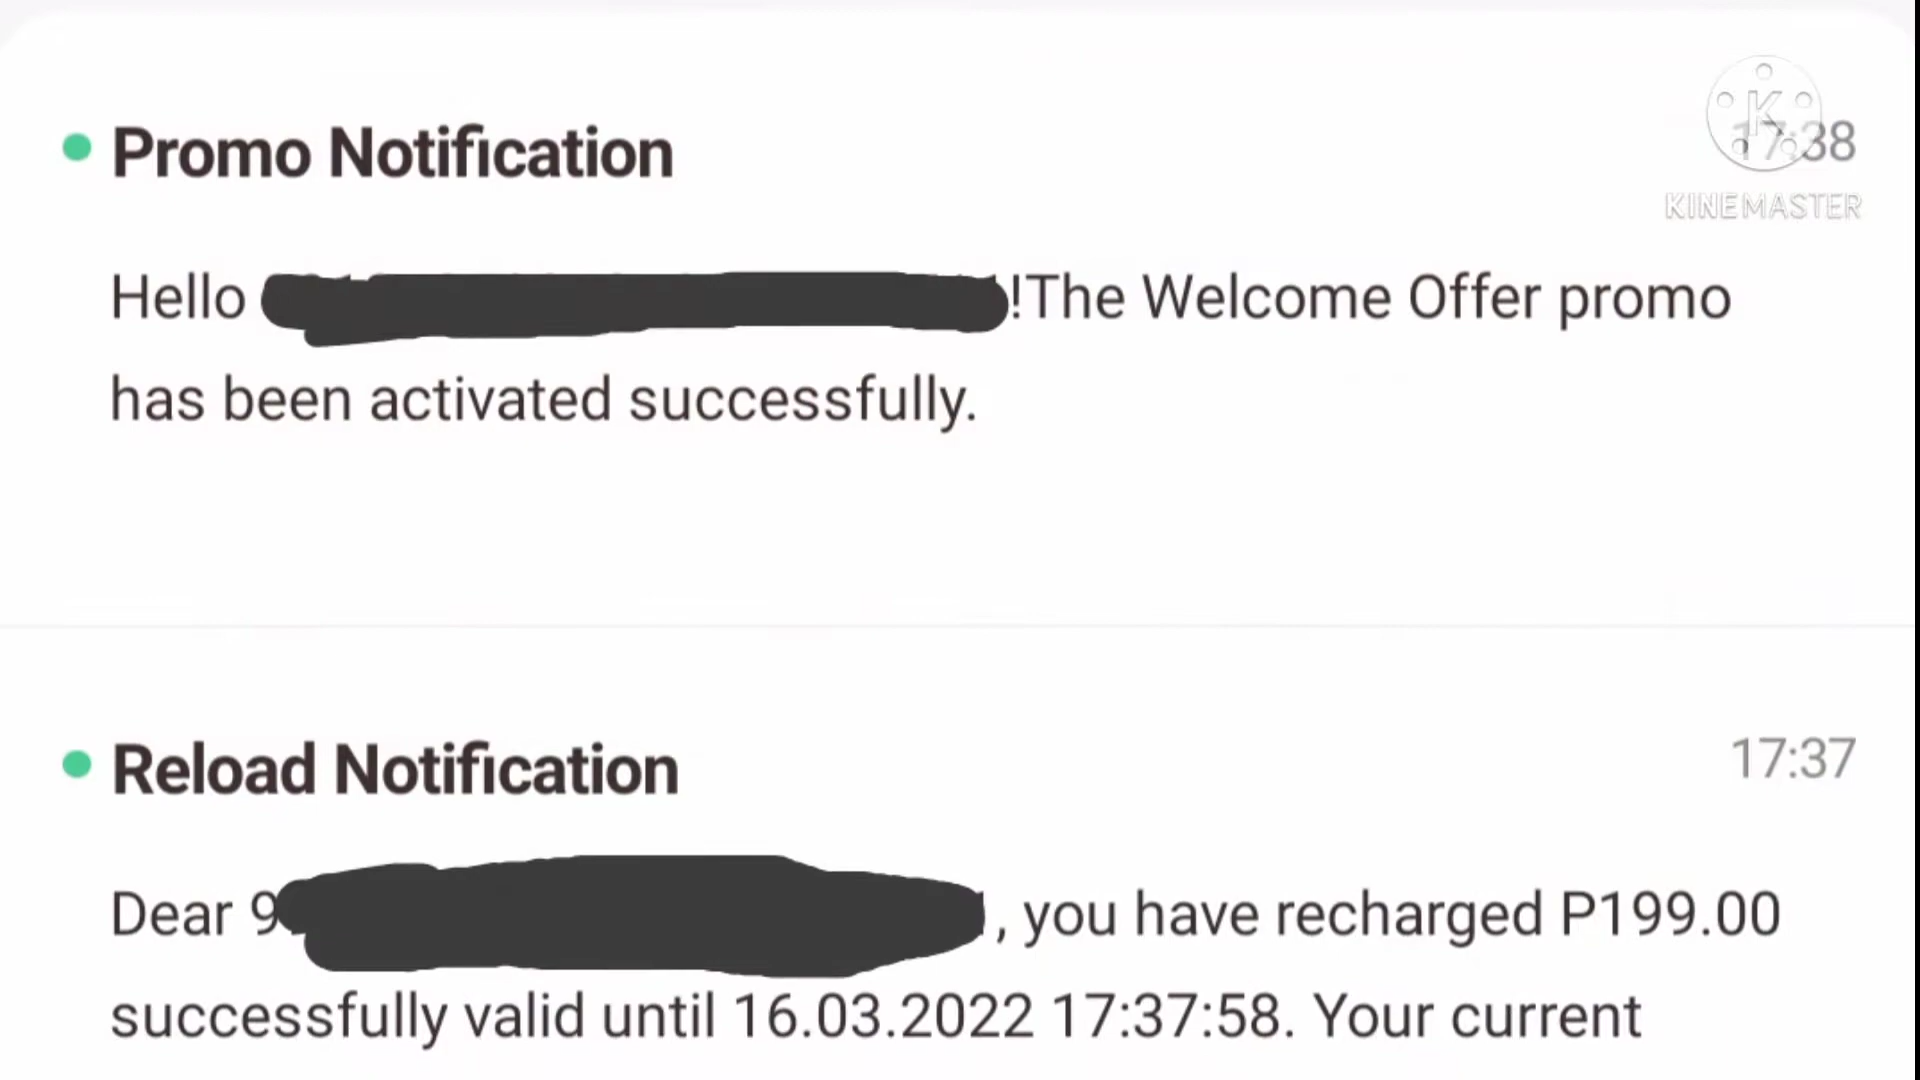 Promo Notification
17:38
K
KINEMASTER
Hello !The Welcome Offer promo
has been activated successfully.
Reload Notification
17:37
Dear 9 , you have recharged P199.00
successfully valid until 16.03.2022 17:37:58. Your current